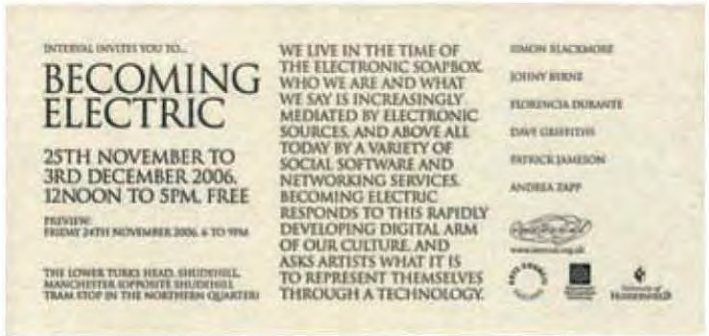 INTERVAL INVITES YOU TO...
BECOMING
ELECTRIC
25TH NOVEMBER TO
3RD DECEMBER 2006.
12NOON TO 5PM. FREE
PREVIEW:
FRIDAY 24TH NOVEMBER 2006. 6 TO 9PM
THE LOWER TURKS HEAD. SHUDEHILL.
MANCHESTER (OPPOSITE SHUDEHILL
TRAM STOP IN THE NORTHERN QUARTER)
WE LIVE IN THE TIME OF
THE ELECTRONIC SOAPBOX.
WHO WE ARE AND WHAT
WE SAY IS INCREASINGLY
MEDIATED BY ELECTRONIC
SOURCES, AND ABOVE ALL
TODAY BY A VARIETY OF
SOCIAL SOFTWARE AND
NETWORKING SERVICES.
BECOMING ELECTRIC
RESPONDS TO THIS RAPIDLY
DEVELOPING DIGITAL ARM
OF OUR CULTURE, AND
ASKS ARTISTS WHAT IT IS
TO REPRESENT THEMSELVES
THROUGH A TECHNOLOGY.
SIMON BLACKMORE
JOHNY BYRNE
FLORENCIA DURANTE
DAVE GRIFFITHS
PATRICK JAMESON
ANDREA ZAPP
University of
HUDDERSFIELD